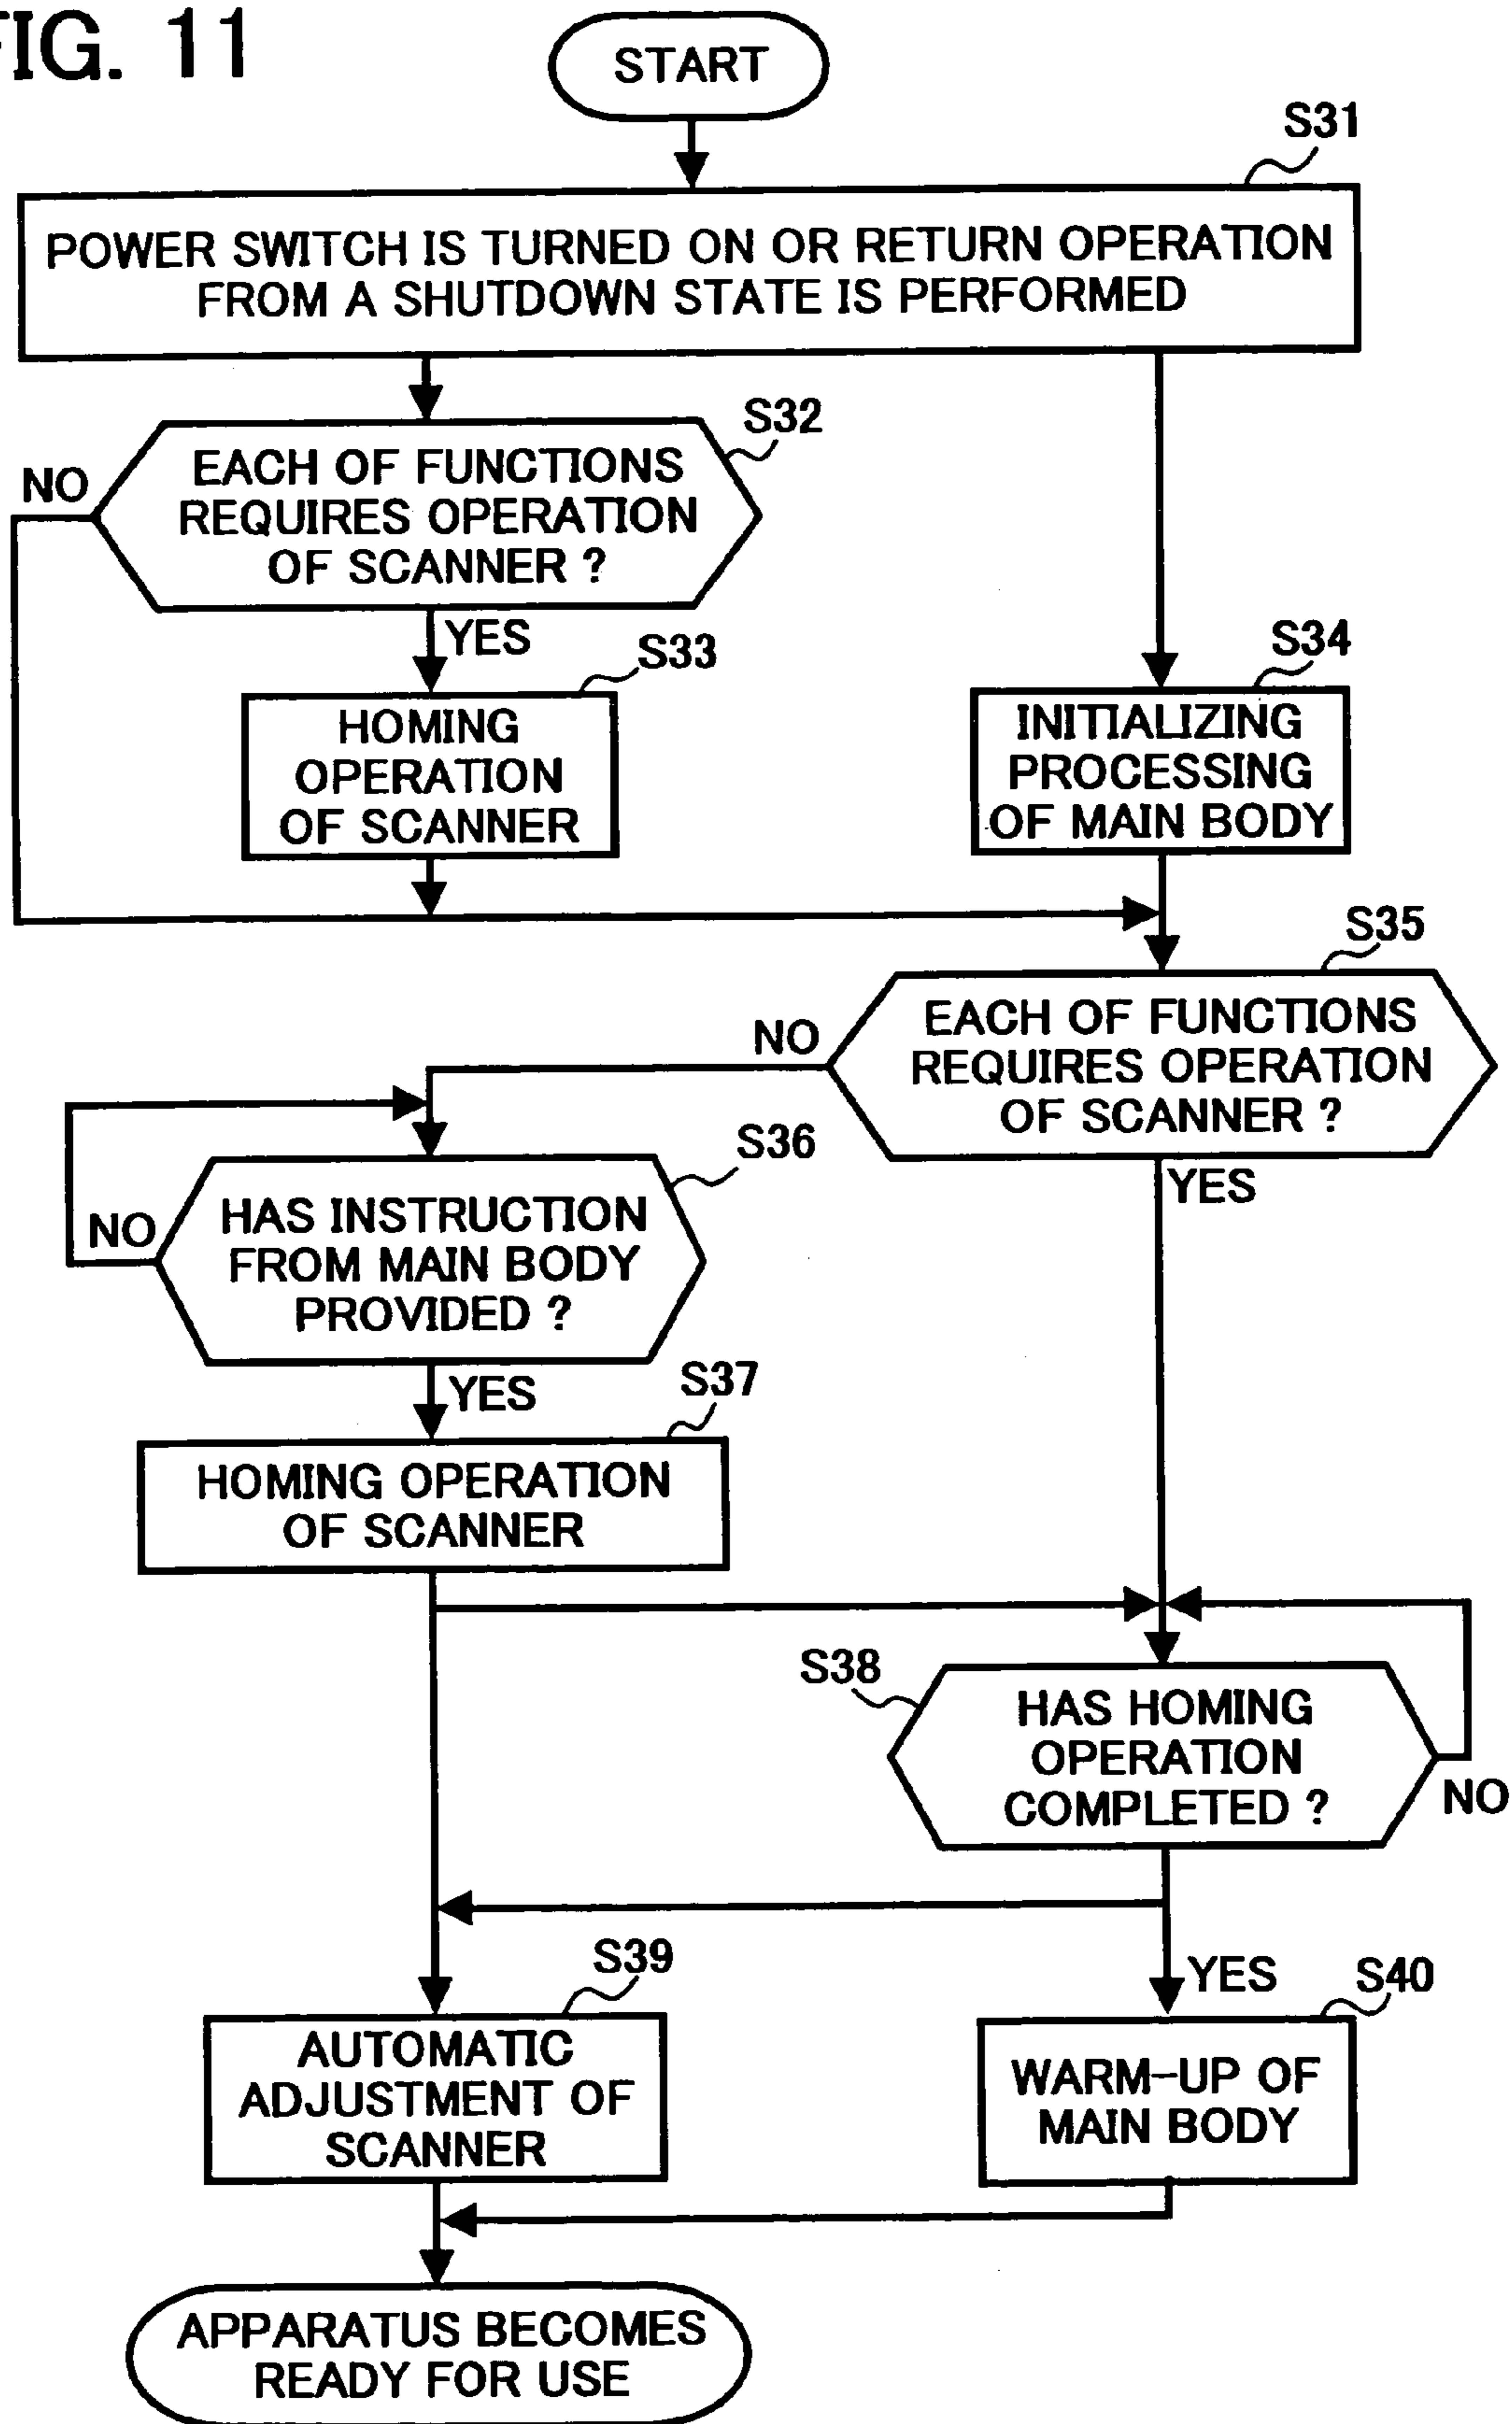 FIG. 11
START
S31
POWER SWITCH IS TURNED ON OR RETURN OPERATION
FROM A SHUTDOWN STATE IS PERFORMED
S32
EACH OF FUNCTIONS
REQUIRES OPERATION
OF SCANNER ?
NO
YES
S33
HOMING
OPERATION
OF SCANNER
S34
INITIALIZING
PROCESSING
OF MAIN BODY
S35
EACH OF FUNCTIONS
REQUIRES OPERATION
OF SCANNER ?
NO
YES
S36
HAS INSTRUCTION
FROM MAIN BODY
PROVIDED ?
NO
YES
S37
HOMING OPERATION
OF SCANNER
S38
HAS HOMING
OPERATION
COMPLETED ?
NO
YES
S39
AUTOMATIC
ADJUSTMENT OF
SCANNER
S40
WARM-UP OF
MAIN BODY
APPARATUS BECOMES
READY FOR USE